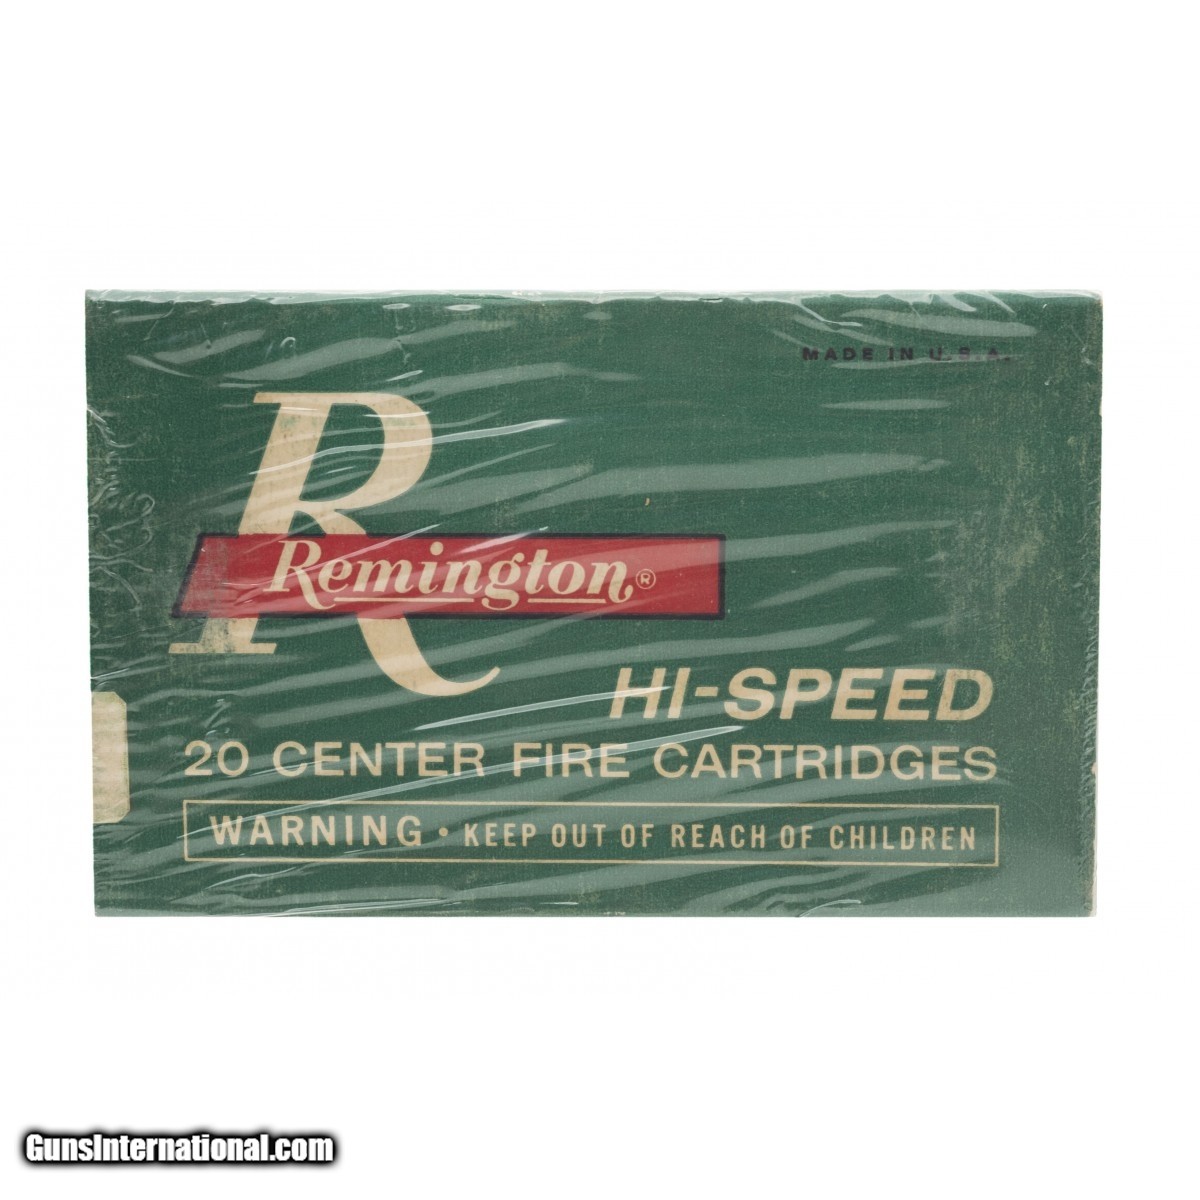 MADE IN U.S.A.
R
Remington®
HI-SPEED
20 CENTER FIRE CARTRIDGES
WARNING • KEEP OUT OF REACH OF CHILDREN
GunsInternational.com